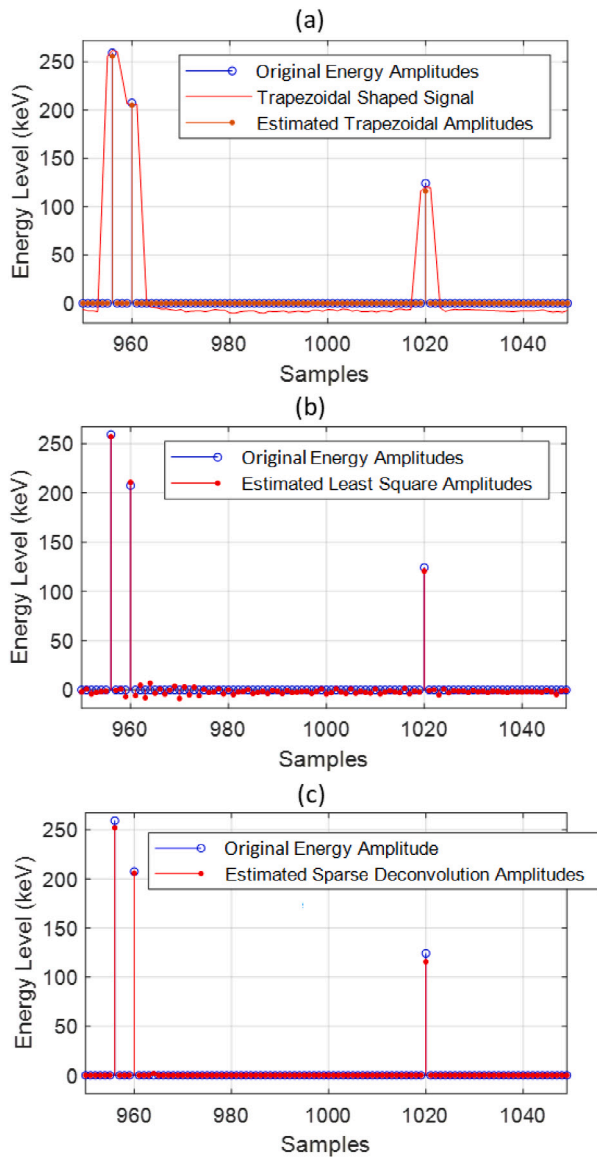 (a)
Original Energy Amplitudes
Trapezoidal Shaped Signal
Estimated Trapezoidal Amplitudes
Energy Level (keV)
250
200
150
100
50
0
960
980
1000
1020
1040
Samples
(b)
Original Energy Amplitudes
Estimated Least Square Amplitudes
Energy Level (keV)
250
200
150
100
50
0
960
980
1000
1020
1040
Samples
(c)
Original Energy Amplitude
Estimated Sparse Deconvolution Amplitudes
Energy Level (keV)
250
200
150
100
50
0
960
980
1000
1020
1040
Samples